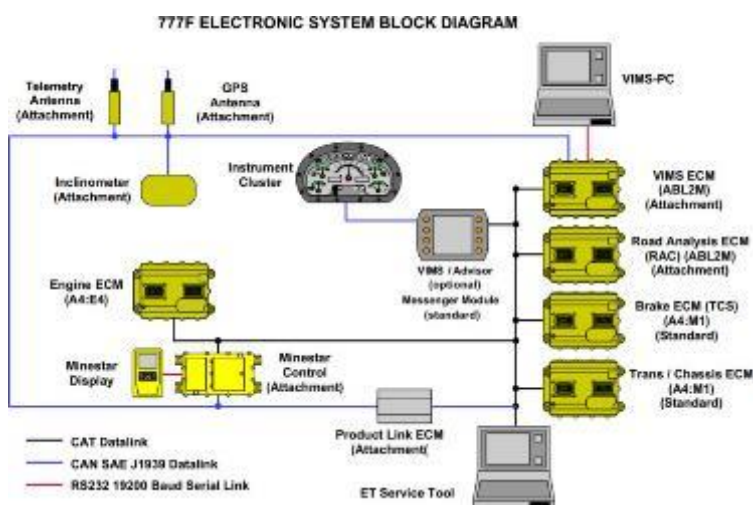 777F ELECTRONIC SYSTEM BLOCK DIAGRAM
Telemetry
Antenna
(Attachment)
GPS
Antenna
(Attachment)
VIMS-PC
Inclinometer
(Attachment)
Instrument
Cluster
VIMS ECM
(ABL2M)
(Attachment)
Road Analysis ECM
(RAC) (ABL2M)
(Attachment)
VIMS / Advisor
(optional)
Messenger Module
(standard)
Engine ECM
(A4:E4)
Brake ECM (TCS)
(A4:M1)
(Standard)
Minestar
Display
Minestar
Control
(Attachment)
Trans / Chassis ECM
(A4:M1)
(Standard)
Product Link ECM
(Attachment(
CAT Datalink
CAN SAE J1939 Datalink
RS232 19200 Baud Serial Link
ET Service Tool